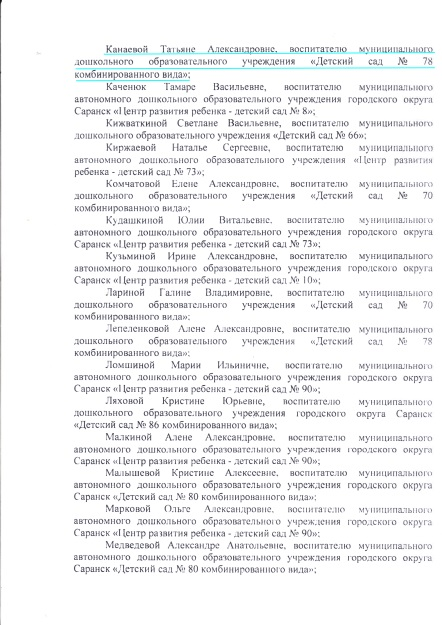 Канаевой Татьяне Александровне, воспитателю муниципального
дошкольного образовательного учреждения «Детский сад № 78
комбинированного вида»;
Каченюк Тамаре Васильевне, воспитателю муниципального
автономного дошкольного образовательного учреждения городского округа
Саранск «Центр развития ребенка - детский сад № 8»;
Кижваткиной Светлане Васильевне, воспитателю муниципального
дошкольного образовательного учреждения «Детский сад № 66»;
Киржаевой Наталье Сергеевне, воспитателю муниципального
автономного дошкольного образовательного учреждения «Центр развития
ребенка - детский сад № 73»;
Комчатовой Елене Александровне, воспитателю муниципального
дошкольного образовательного учреждения «Детский сад № 70
комбинированного вида»;
Кудашкиной Юлии Витальевне, воспитателю муниципального
автономного дошкольного образовательного учреждения городского округа
Саранск «Центр развития ребенка - детский сад № 73»;
Кузьминой Ирине Александровне, воспитателю муниципального
автономного дошкольного образовательного учреждения городского округа
Саранск «Центр развития ребенка - детский сад № 10»;
Лариной Галине Владимировне, воспитателю муниципального
дошкольного образовательного учреждения «Детский сад № 70
комбинированного вида»;
Лепеленковой Алене Александровне, воспитателю муниципального
дошкольного образовательного учреждения «Детский сад № 78
комбинированного вида»;
Ломшиной Марии Ильиничне, воспитателю муниципального
автономного дошкольного образовательного учреждения городского округа
Саранск «Центр развития ребенка - детский сад № 90»;
Ляховой Кристине Юрьевне, воспитателю муниципального
дошкольного образовательного учреждения городского округа Саранск
«Детский сад № 86 комбинированного вида»;
Малкиной Алене Александровне, воспитателю муниципального
автономного дошкольного образовательного учреждения городского округа
Саранск «Центр развития ребенка - детский сад № 90»;
Малышевой Кристине Алексеевне, воспитателю муниципального
автономного дошкольного образовательного учреждения городского округа
Саранск «Детский сад № 80 комбинированного вида»;
Марковой Ольге Александровне, воспитателю муниципального
автономного дошкольного образовательного учреждения городского округа
Саранск «Центр развития ребенка - детский сад № 90»;
Медведевой Александре Анатольевне, воспитателю муниципального
автономного дошкольного образовательного учреждения городского округа
Саранск «Детский сад № 80 комбинированного вида»;